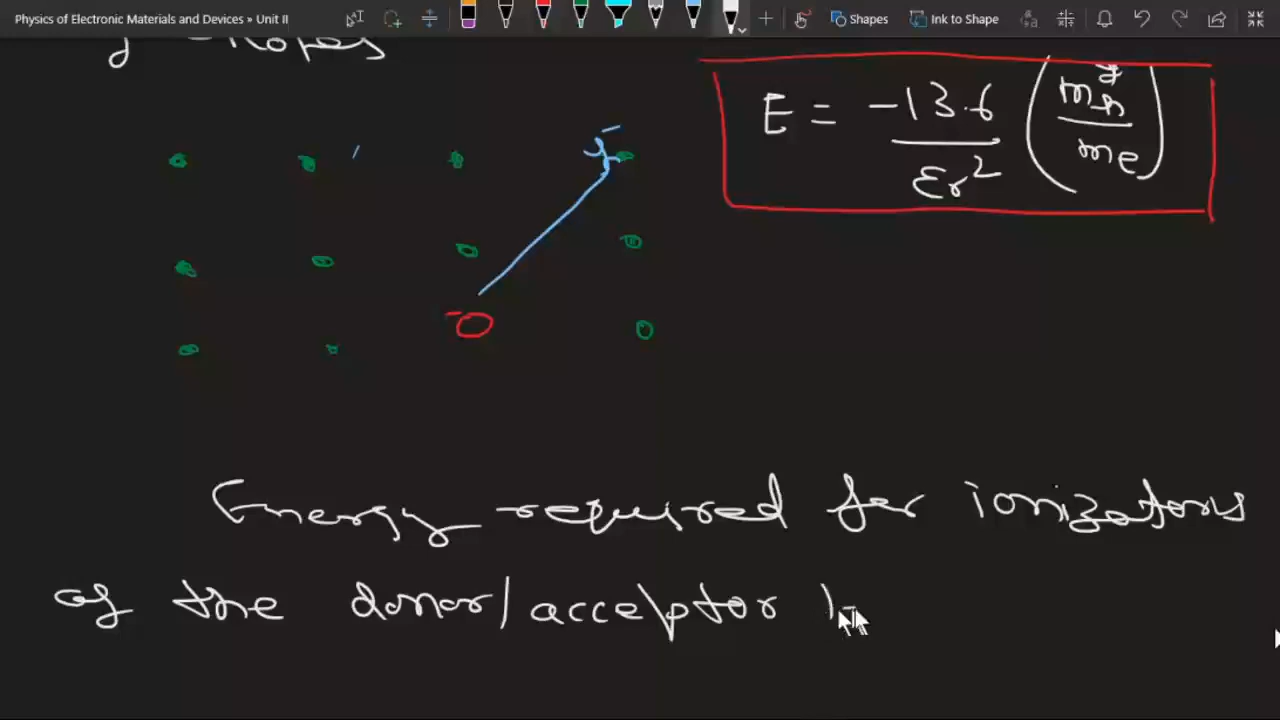 Physics of Electronic Materials and Devices » Unit II
Shapes
Ink to Shape
E = -13.6 / εr² (m*h / me)
Energy required for ionizations
of the donor/acceptor